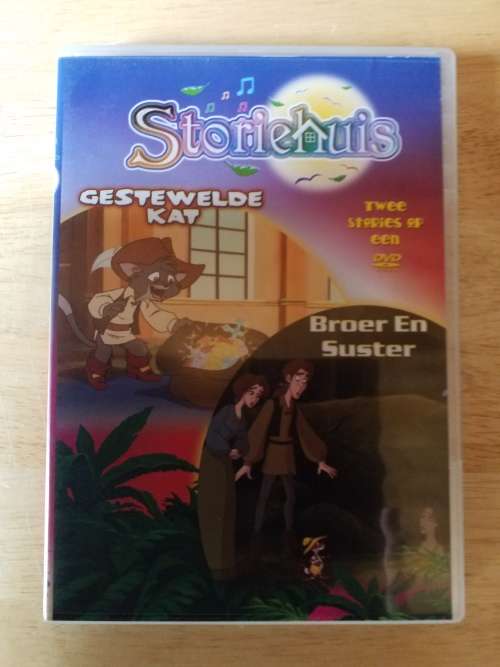 Storiehuis
GESTEWELDE
KAT
TWEE
STORIES OP
EEN
DVD
Broer En
Suster